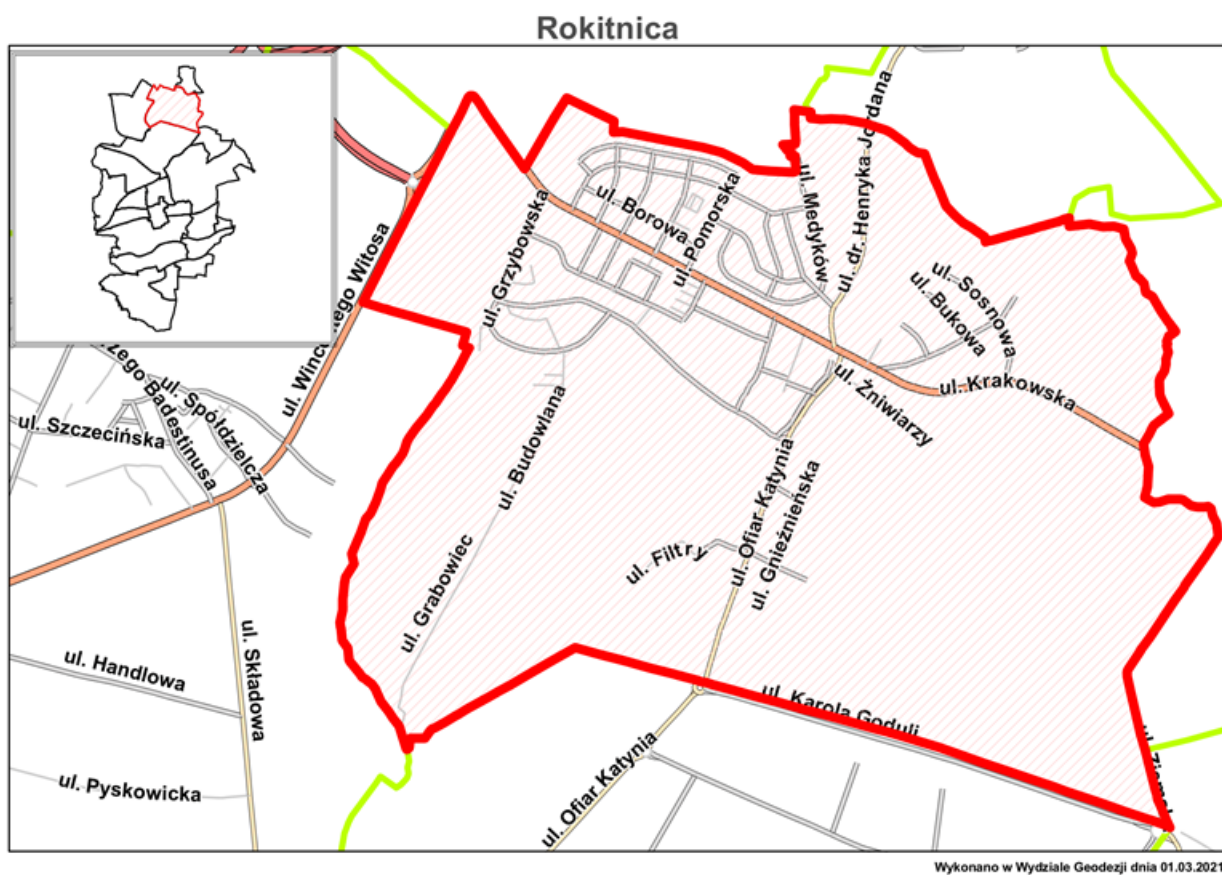 Rokitnica
ul. dr. Henryka Jordana
ul. Medyków
ul. Pomorska
ul. Borowa
ul. Grzybowska
ul. Sosnowa
ul. Bukowa
ul. Krakowska
ul. Żniwiarzy
ul. Budowlana
ul. Spółdzielcza
Badestinusa
ul. Szczecińska
ul. Ofiar Katynia
ul. Gnieźnieńska
ul. Filtry
ul. Grabowiec
ul. Składowa
ul. Handlowa
ul. Karola Goduli
ul. Ofiar Katynia
ul. Pyskowicka
Wykonano w Wydziale Geodezji dnia 01.03.2021